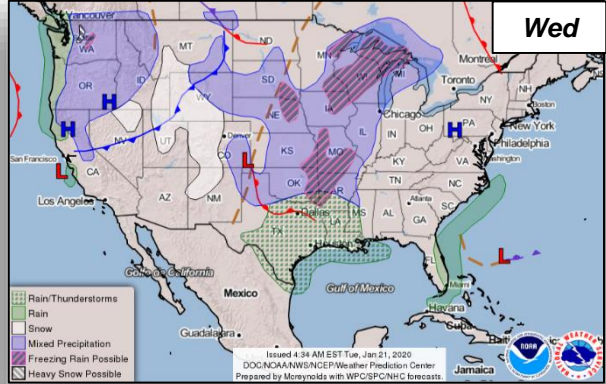 Wed
Vancouver
WA
MT
ND
MN
Montreal
OR
ID
SD
WI
MI
Toronto
NH
WY
IA
Chicago
NY
Boston
H
NE
H
NV
UT
Denver
CO
IL
IN
OH
H
PA
New York
Philadelphia
San Francisco
L
CA
L
KS
MO
KY
VA
Washington
Los Angeles
AZ
NM
OK
AR
TN
NC
Atlanta
SC
Dallas
MS
AL
GA
TX
LA
Houston
FL
L
Golfo de California
Gulf of Mexico
Miami
Mexico
Havana
Cuba
Guadalajara
Jamaica
Rain/Thunderstorms
Rain
Snow
Mixed Precipitation
Freezing Rain Possible
Heavy Snow Possible
Issued 4:34 AM EST Tue, Jan 21, 2020
DOC/NOAA/NWS/NCEP/Weather Prediction Center
Prepared by Mcreynolds with WPC/SPC/NHC forecasts.
NOAA